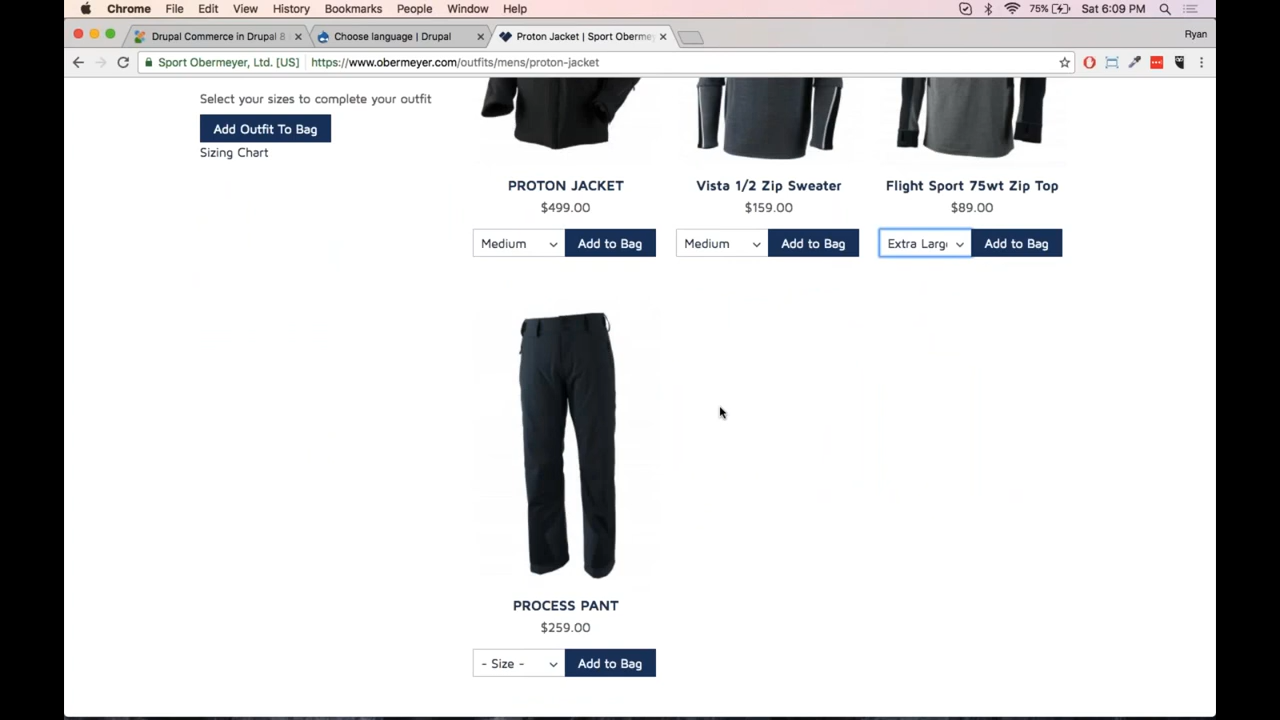 Chrome File Edit View History Bookmarks People Window Help 75% Sat 6:09 PM
Drupal Commerce in Drupal 8 Choose language | Drupal Proton Jacket | Sport Oberme Ryan
Sport Obermeyer, Ltd. [US] https://www.obermeyer.com/outfits/mens/proton-jacket
Select your sizes to complete your outfit
Add Outfit To Bag
Sizing Chart
PROTON JACKET Vista 1/2 Zip Sweater Flight Sport 75wt Zip Top
$499.00 $159.00 $89.00
Medium Add to Bag Medium Add to Bag Extra Large Add to Bag
PROCESS PANT
$259.00
- Size - Add to Bag